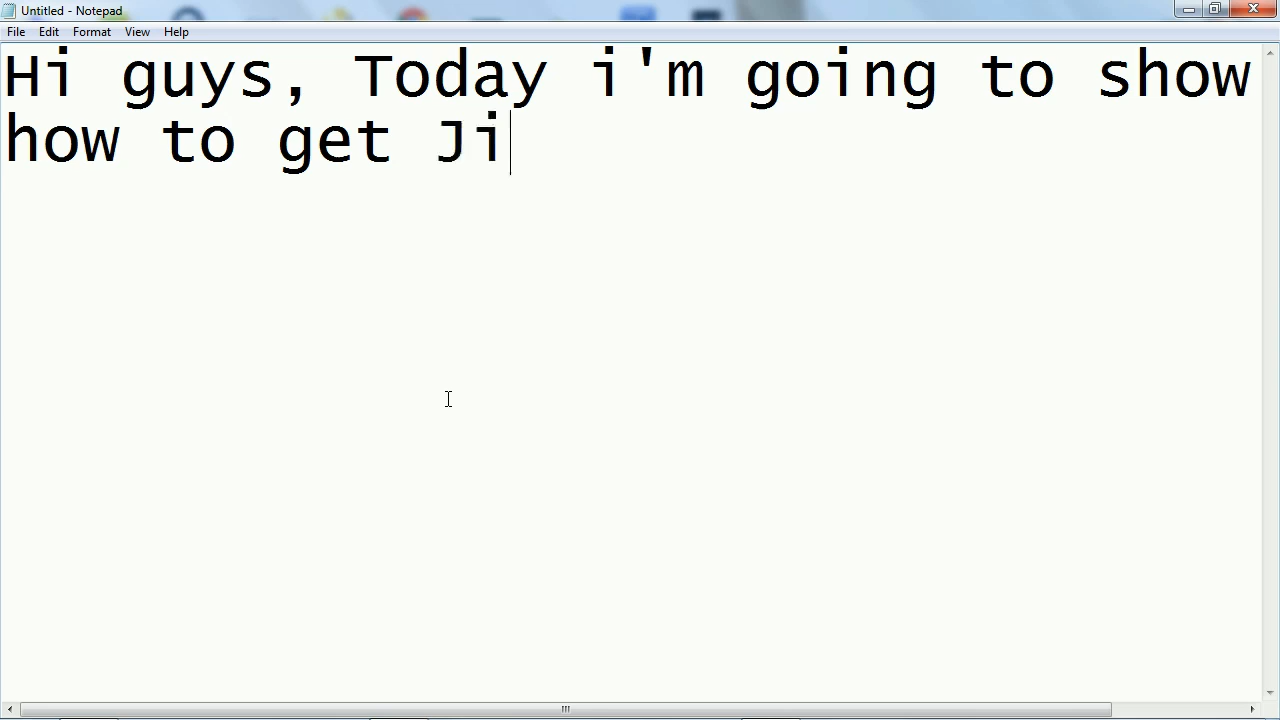 Untitled - Notepad
File Edit Format View Help
Hi guys, Today i'm going to show
how to get Ji